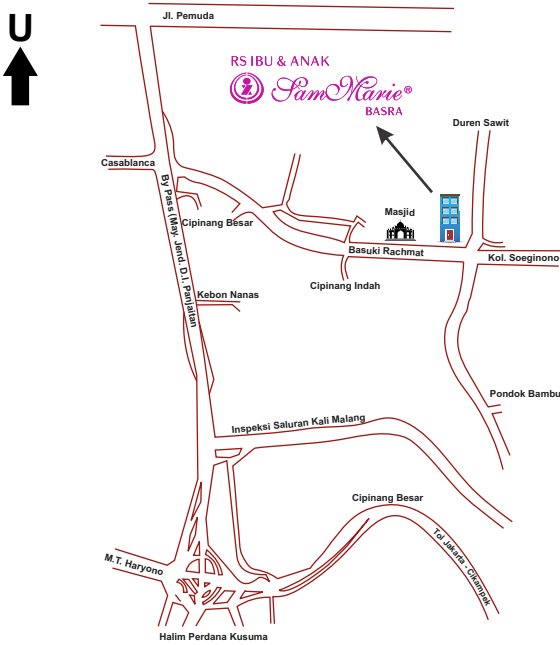 Jl. Pemuda
U
RS IBU & ANAK
SamMarie®
BASRA
Duren Sawit
Casablanca
By Pass (May. Jend. D.I. Panjaitan
Masjid
Cipinang Besar
Basuki Rachmat
Kol. Soeginono
Cipinang Indah
Kebon Nanas
Pondok Bambu
Inspeksi Saluran Kali Malang
Cipinang Besar
Tol Jakarta - Cikampek
M.T. Haryono
Halim Perdana Kusuma